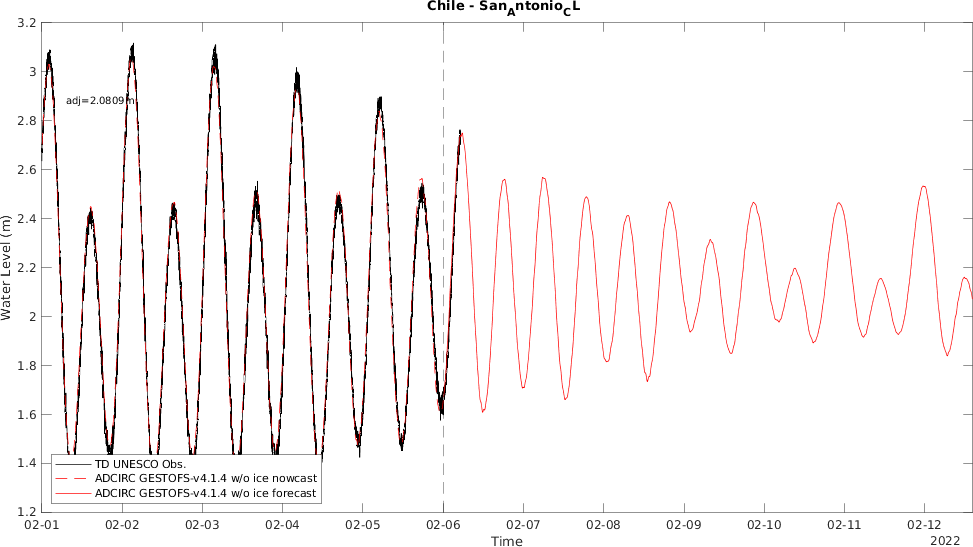 Chile - SanAntonioCL
3.2
3
2.8
2.6
2.4
2.2
2
1.8
1.6
1.4
1.2
Water Level (m)
adj=2.0809 m
TD UNESCO Obs.
ADCIRC GESTOFS-v4.1.4 w/o ice nowcast
ADCIRC GESTOFS-v4.1.4 w/o ice forecast
02-01 02-02 02-03 02-04 02-05 02-06 02-07 02-08 02-09 02-10 02-11 02-12
Time
2022